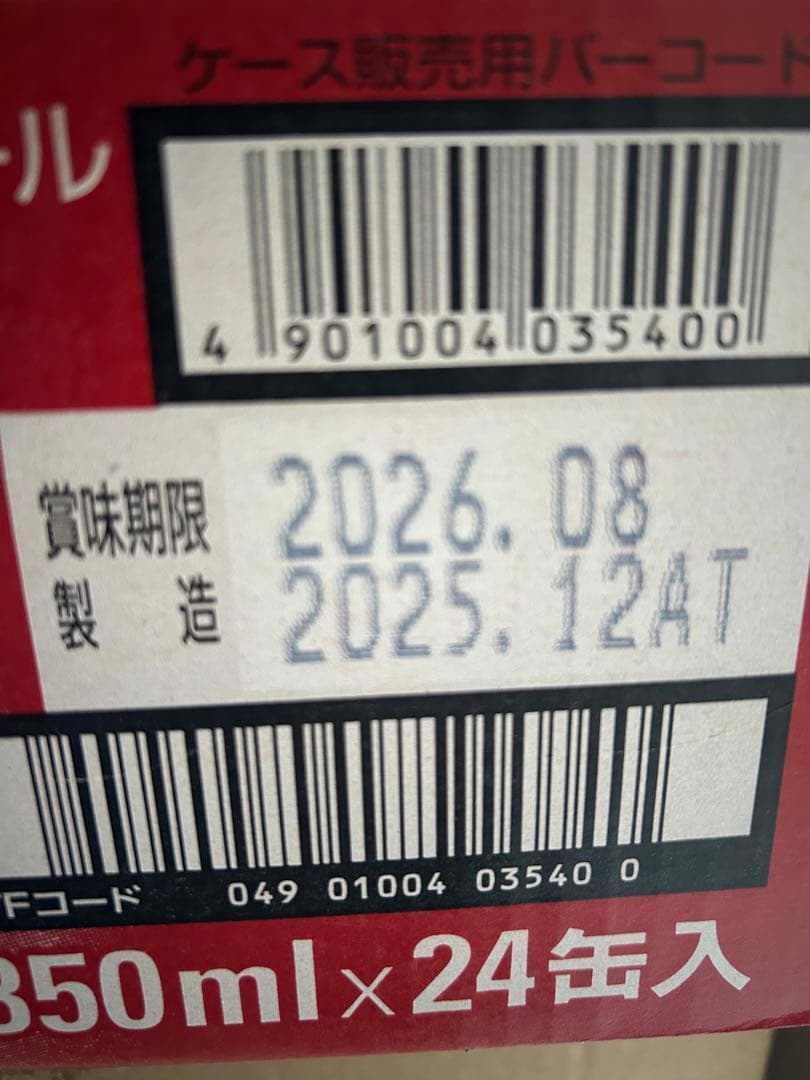 ケース販売用バーコード
ール
4 901004 035400
賞味期限 2026.08
製造 2025.12AT
TFコード 049 01004 03540 0
350ml×24缶入